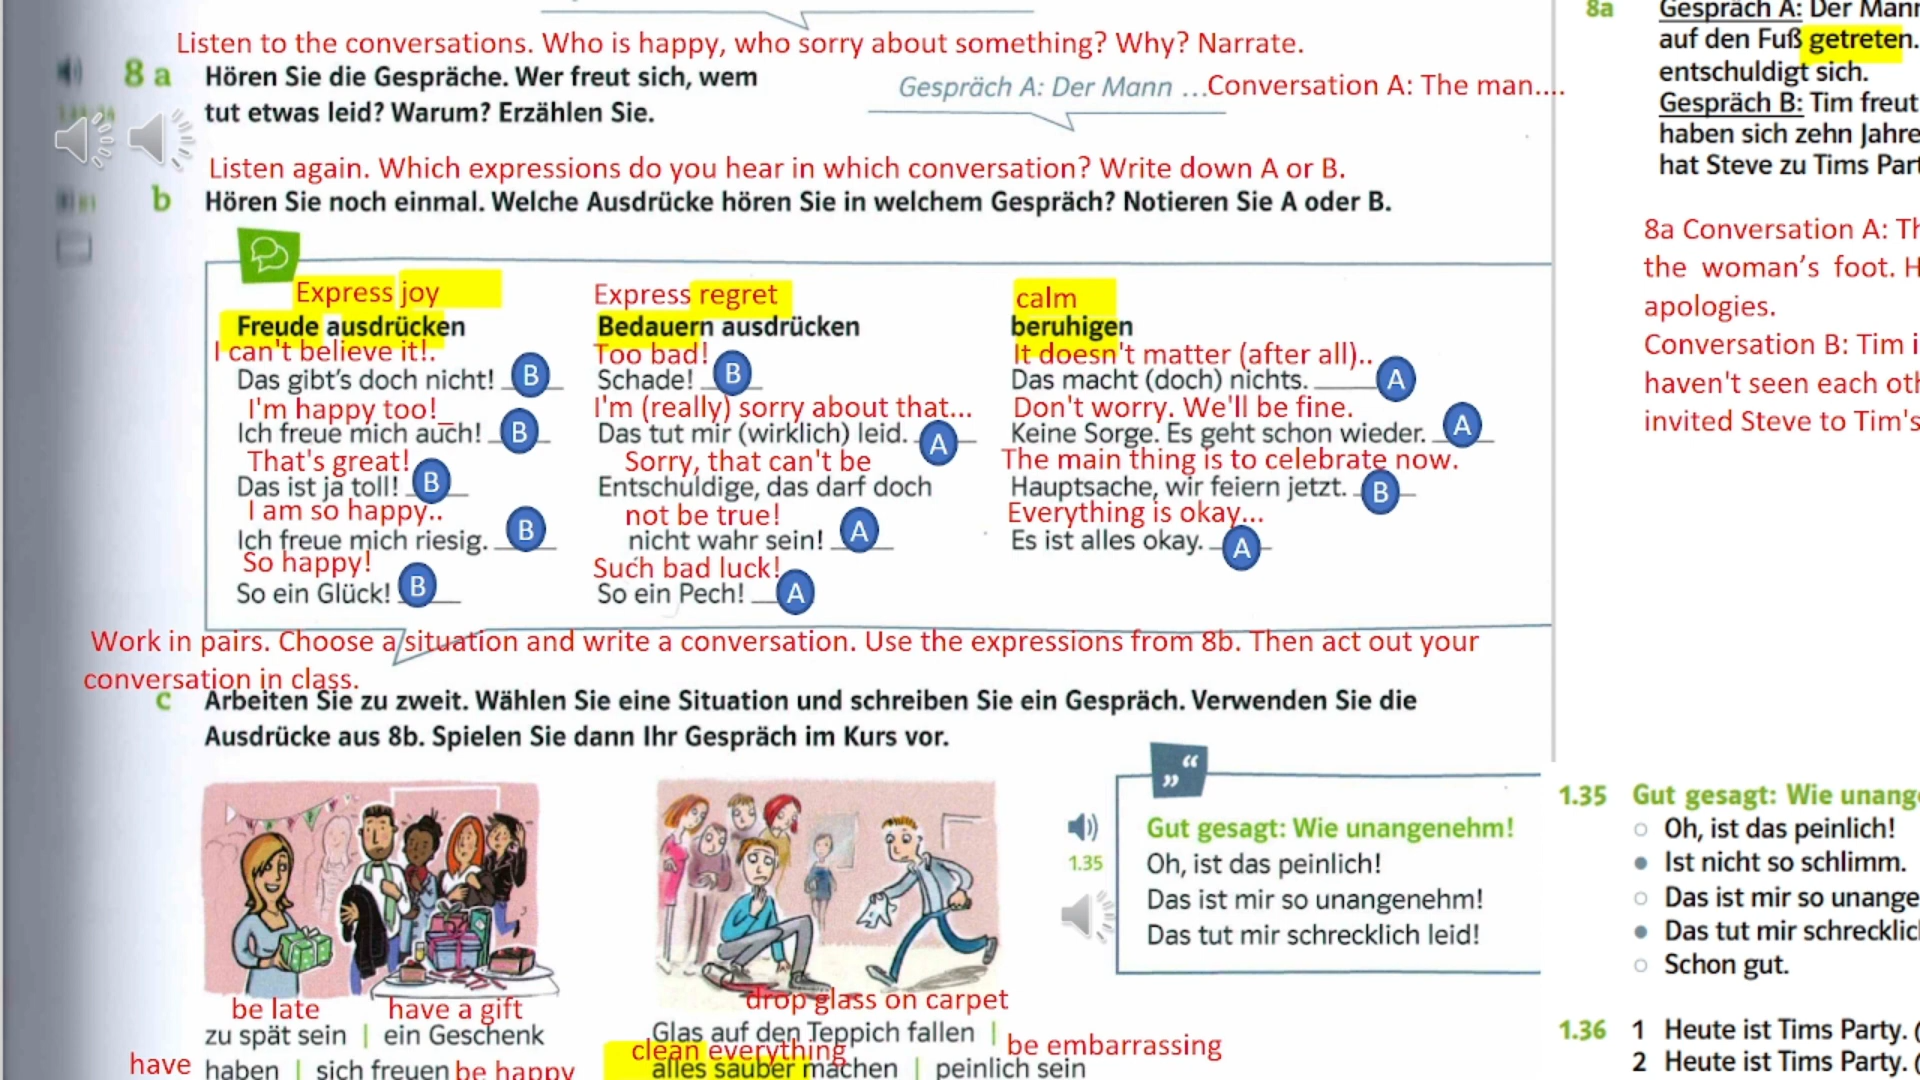 Listen to the conversations. Who is happy, who sorry about something? Why? Narrate.
8 a Hören Sie die Gespräche. Wer freut sich, wem
tut etwas leid? Warum? Erzählen Sie.
Gespräch A: Der Mann ... Conversation A: The man....
Listen again. Which expressions do you hear in which conversation? Write down A or B.
b Hören Sie noch einmal. Welche Ausdrücke hören Sie in welchem Gespräch? Notieren Sie A oder B.
Express joy
Freude ausdrücken
I can't believe it!.
Das gibt's doch nicht! B
I'm happy too!
Ich freue mich auch! B
That's great!
Das ist ja toll! B
I am so happy..
Ich freue mich riesig. B
So happy!
So ein Glück! B
Express regret
Bedauern ausdrücken
Too bad!
Schade! B
I'm (really) sorry about that...
Das tut mir (wirklich) leid. A
Sorry, that can't be
Entschuldige, das darf doch
not be true!
nicht wahr sein! A
Such bad luck!
So ein Pech! A
calm
beruhigen
It doesn't matter (after all)..
Das macht (doch) nichts. A
Don't worry. We'll be fine.
Keine Sorge. Es geht schon wieder. A
The main thing is to celebrate now.
Hauptsache, wir feiern jetzt. B
Everything is okay...
Es ist alles okay. A
Work in pairs. Choose a situation and write a conversation. Use the expressions from 8b. Then act out your
conversation in class.
c Arbeiten Sie zu zweit. Wählen Sie eine Situation und schreiben Sie ein Gespräch. Verwenden Sie die
Ausdrücke aus 8b. Spielen Sie dann Ihr Gespräch im Kurs vor.
be late have a gift
zu spät sein | ein Geschenk
have
haben | sich freuen be happy
drop glass on carpet
Glas auf den Teppich fallen |
clean everything be embarrassing
alles sauber machen | peinlich sein
„ “
Gut gesagt: Wie unangenehm!
1.35 Oh, ist das peinlich!
Das ist mir so unangenehm!
Das tut mir schrecklich leid!
8a Gespräch A: Der Mann
auf den Fuß getreten.
entschuldigt sich.
Gespräch B: Tim freut
haben sich zehn Jahre
hat Steve zu Tims Part
8a Conversation A: Th
the woman's foot. H
apologies.
Conversation B: Tim i
haven't seen each oth
invited Steve to Tim's
1.35 Gut gesagt: Wie unange
Oh, ist das peinlich!
Ist nicht so schlimm.
Das ist mir so unange
Das tut mir schrecklich
Schon gut.
1.36 1 Heute ist Tims Party. (
2 Heute ist Tims Party. (